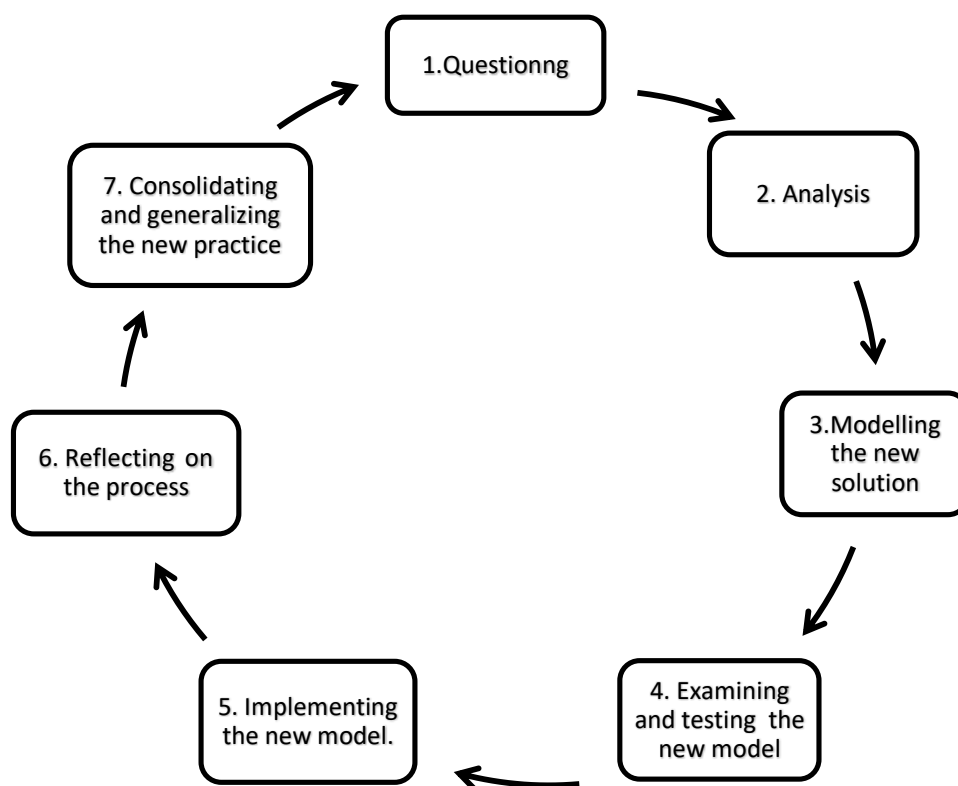 1.Questionng
2. Analysis
3.Modelling
the new
solution
4. Examining
and testing the
new model
5. Implementing
the new model.
6. Reflecting on
the process
7. Consolidating
and generalizing
the new practice